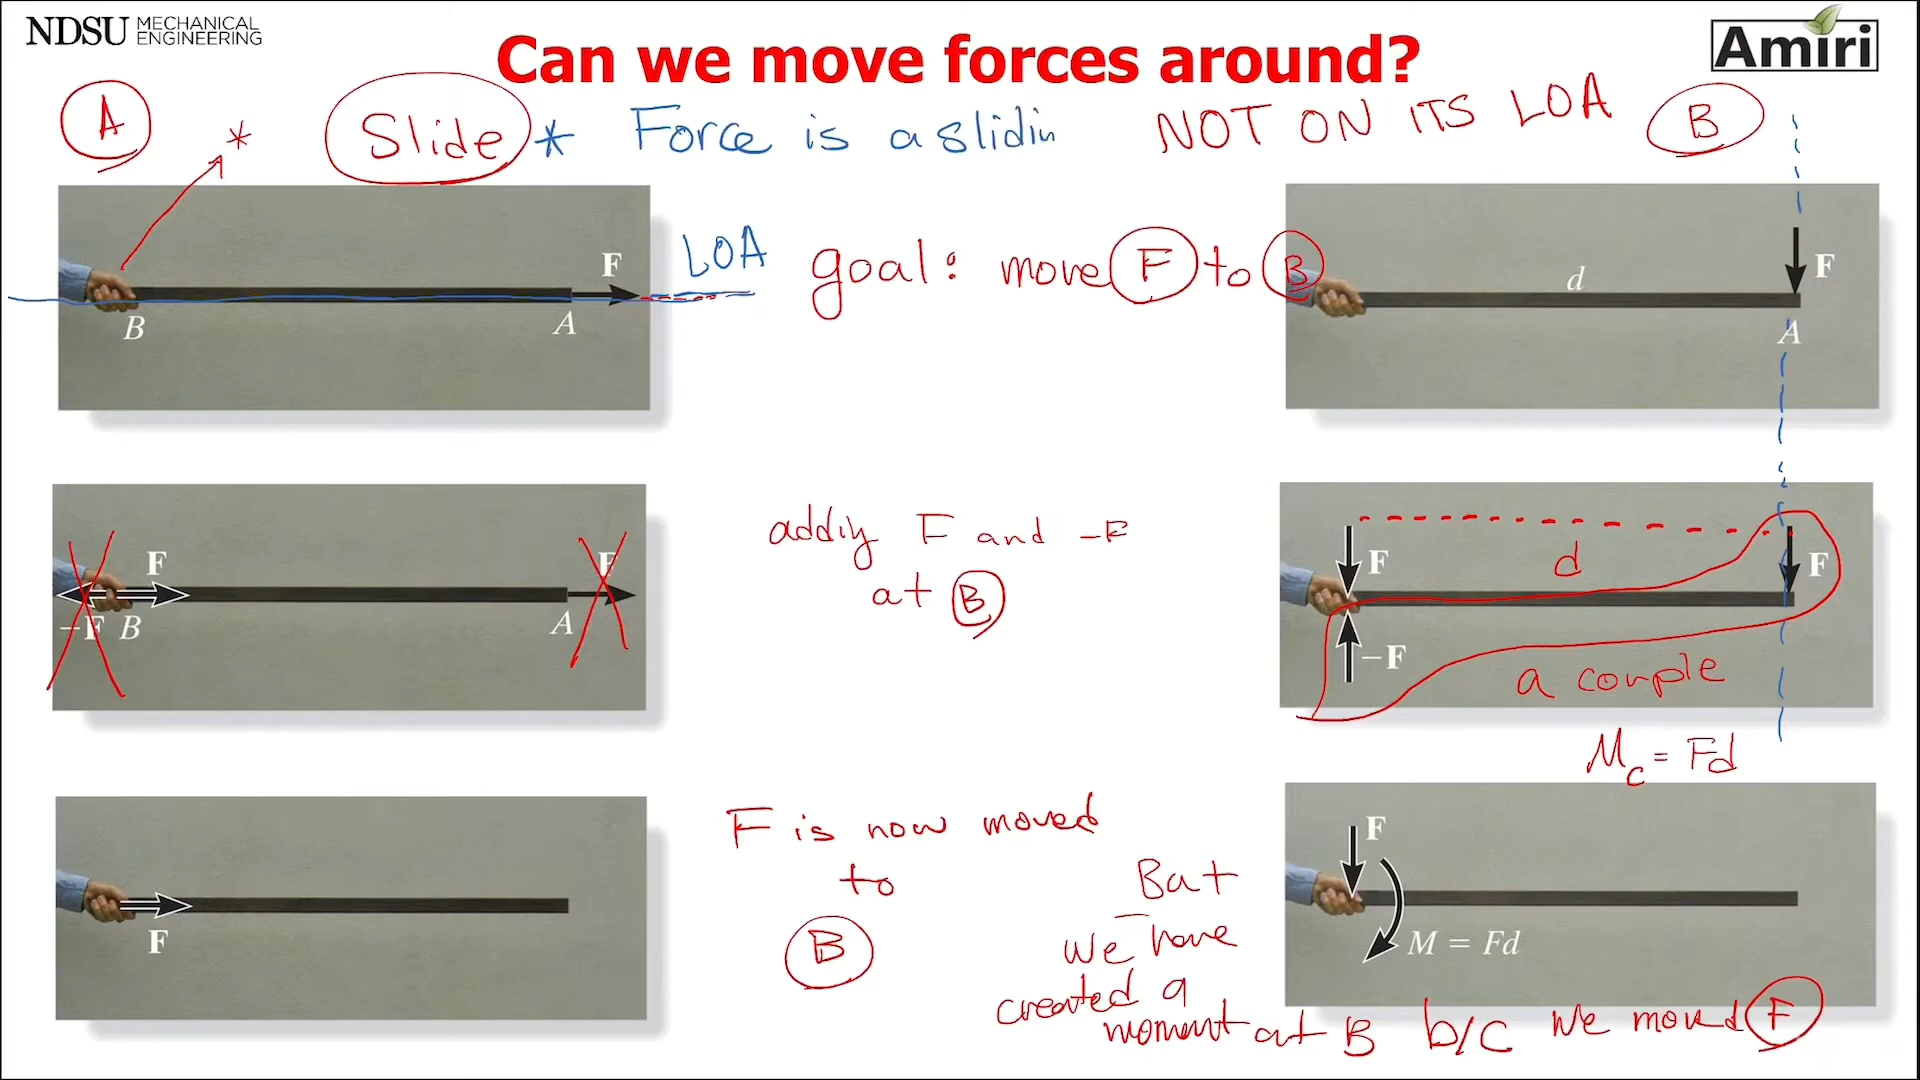 NDSU MECHANICAL ENGINEERING
Amiri
Can we move forces around?
A
*
Slide
* Force is a slidin
NOT ON ITS LOA
B
F
LOA
B
A
goal: move F to B
d
F
A
F
-F
B
A
F
adding F and -F
at B
F
-F
d
F
a couple
Mc = Fd
F
F is now moved
to
B
But
we have
created a
moment at B b/c we moved F
F
M = Fd